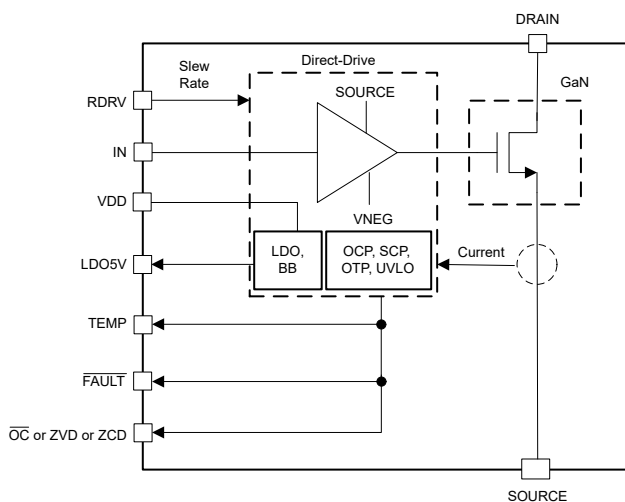 DRAIN
Direct-Drive
Slew
Rate
GaN
SOURCE
RDRV
IN
VDD
VNEG
LDO,
BB
OCP, SCP,
OTP, UVLO
Current
LDO5V
TEMP
FAULT
OC or ZVD or ZCD
SOURCE